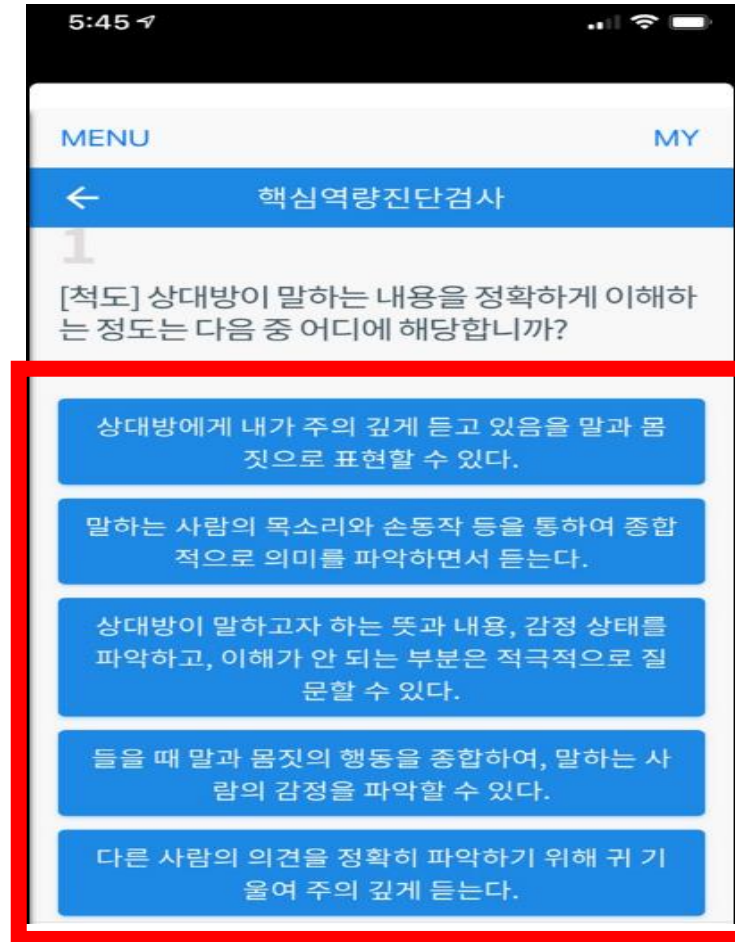 5:45
MENU
MY
핵심역량진단검사
1
[척도] 상대방이 말하는 내용을 정확하게 이해하
는 정도는 다음 중 어디에 해당합니까?
상대방에게 내가 주의 깊게 듣고 있음을 말과 몸
짓으로 표현할 수 있다.
말하는 사람의 목소리와 손동작 등을 통하여 종합
적으로 의미를 파악하면서 듣는다.
상대방이 말하고자 하는 뜻과 내용, 감정 상태를
파악하고, 이해가 안 되는 부분은 적극적으로 질
문할 수 있다.
들을 때 말과 몸짓의 행동을 종합하여, 말하는 사
람의 감정을 파악할 수 있다.
다른 사람의 의견을 정확히 파악하기 위해 귀 기
울여 주의 깊게 듣는다.